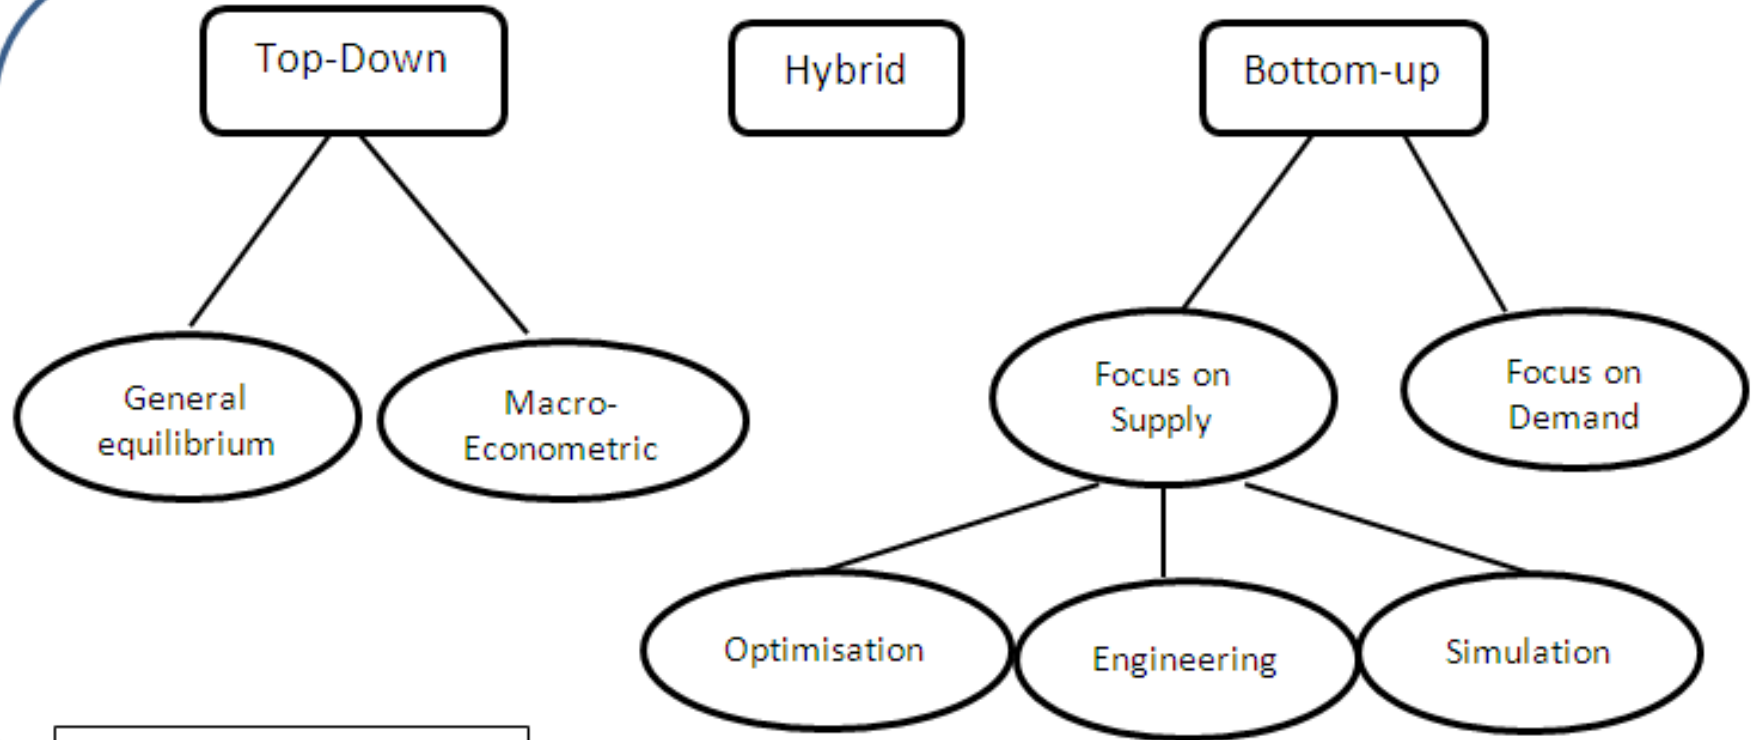 Top-Down
Hybrid
Bottom-up
General
equilibrium
Macro-
Econometric
Focus on
Supply
Focus on
Demand
Optimisation
Engineering
Simulation